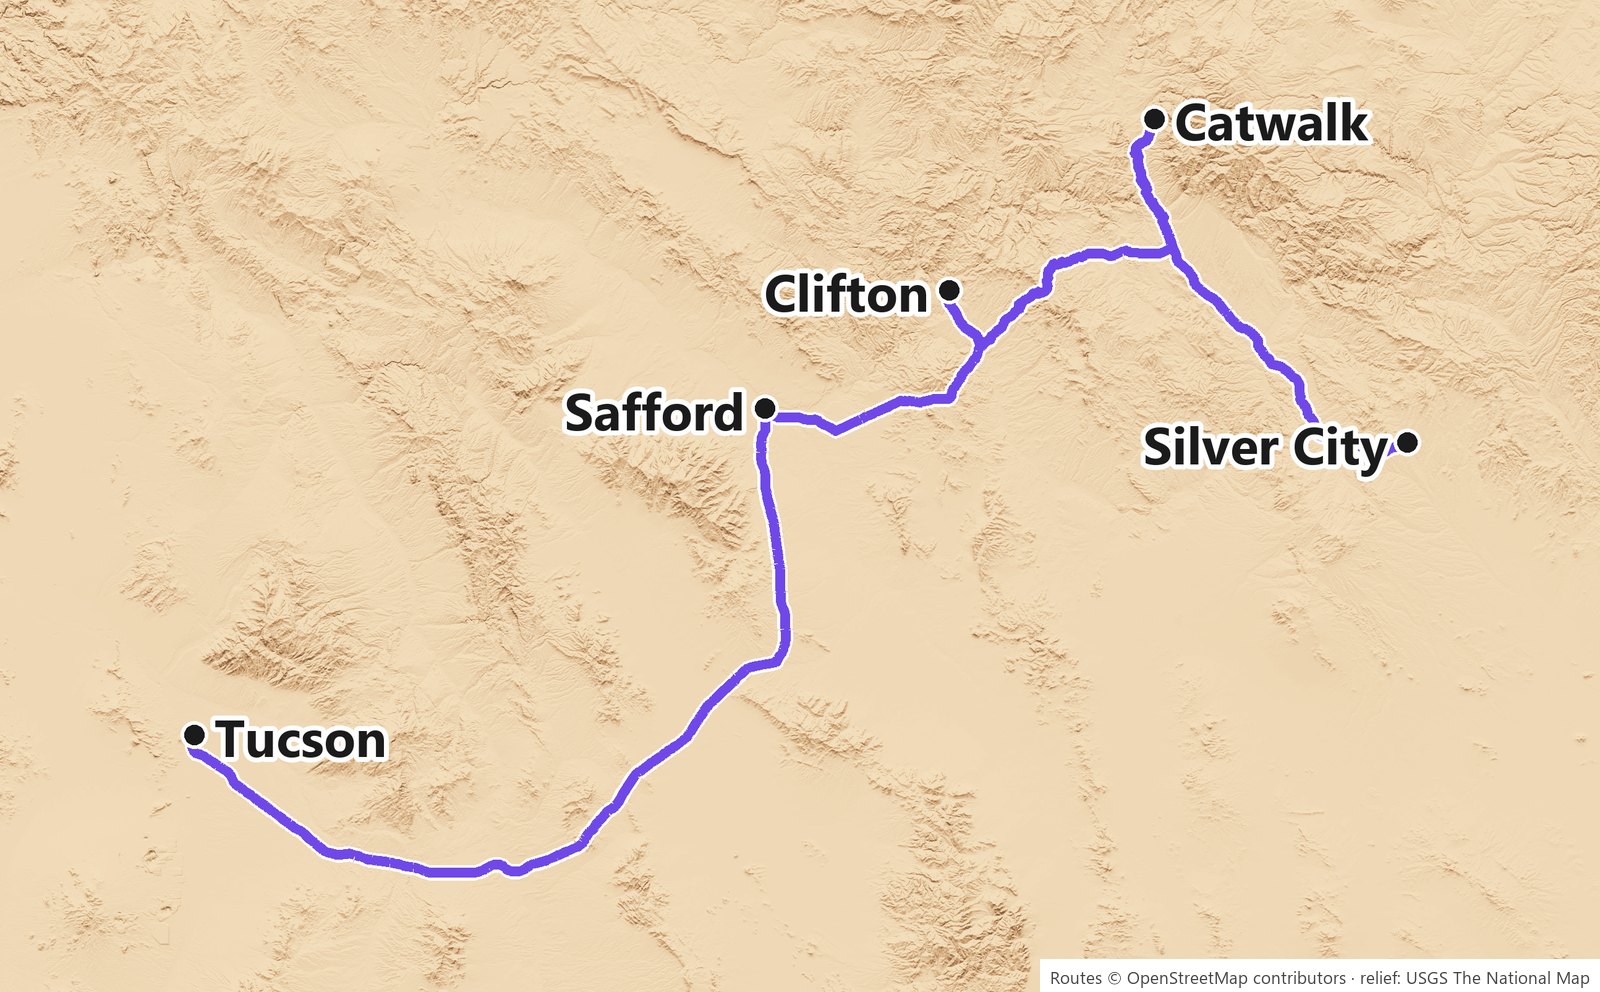 Catwalk
Clifton
Safford
Silver City
Tucson
Routes © OpenStreetMap contributors · relief: USGS The National Map